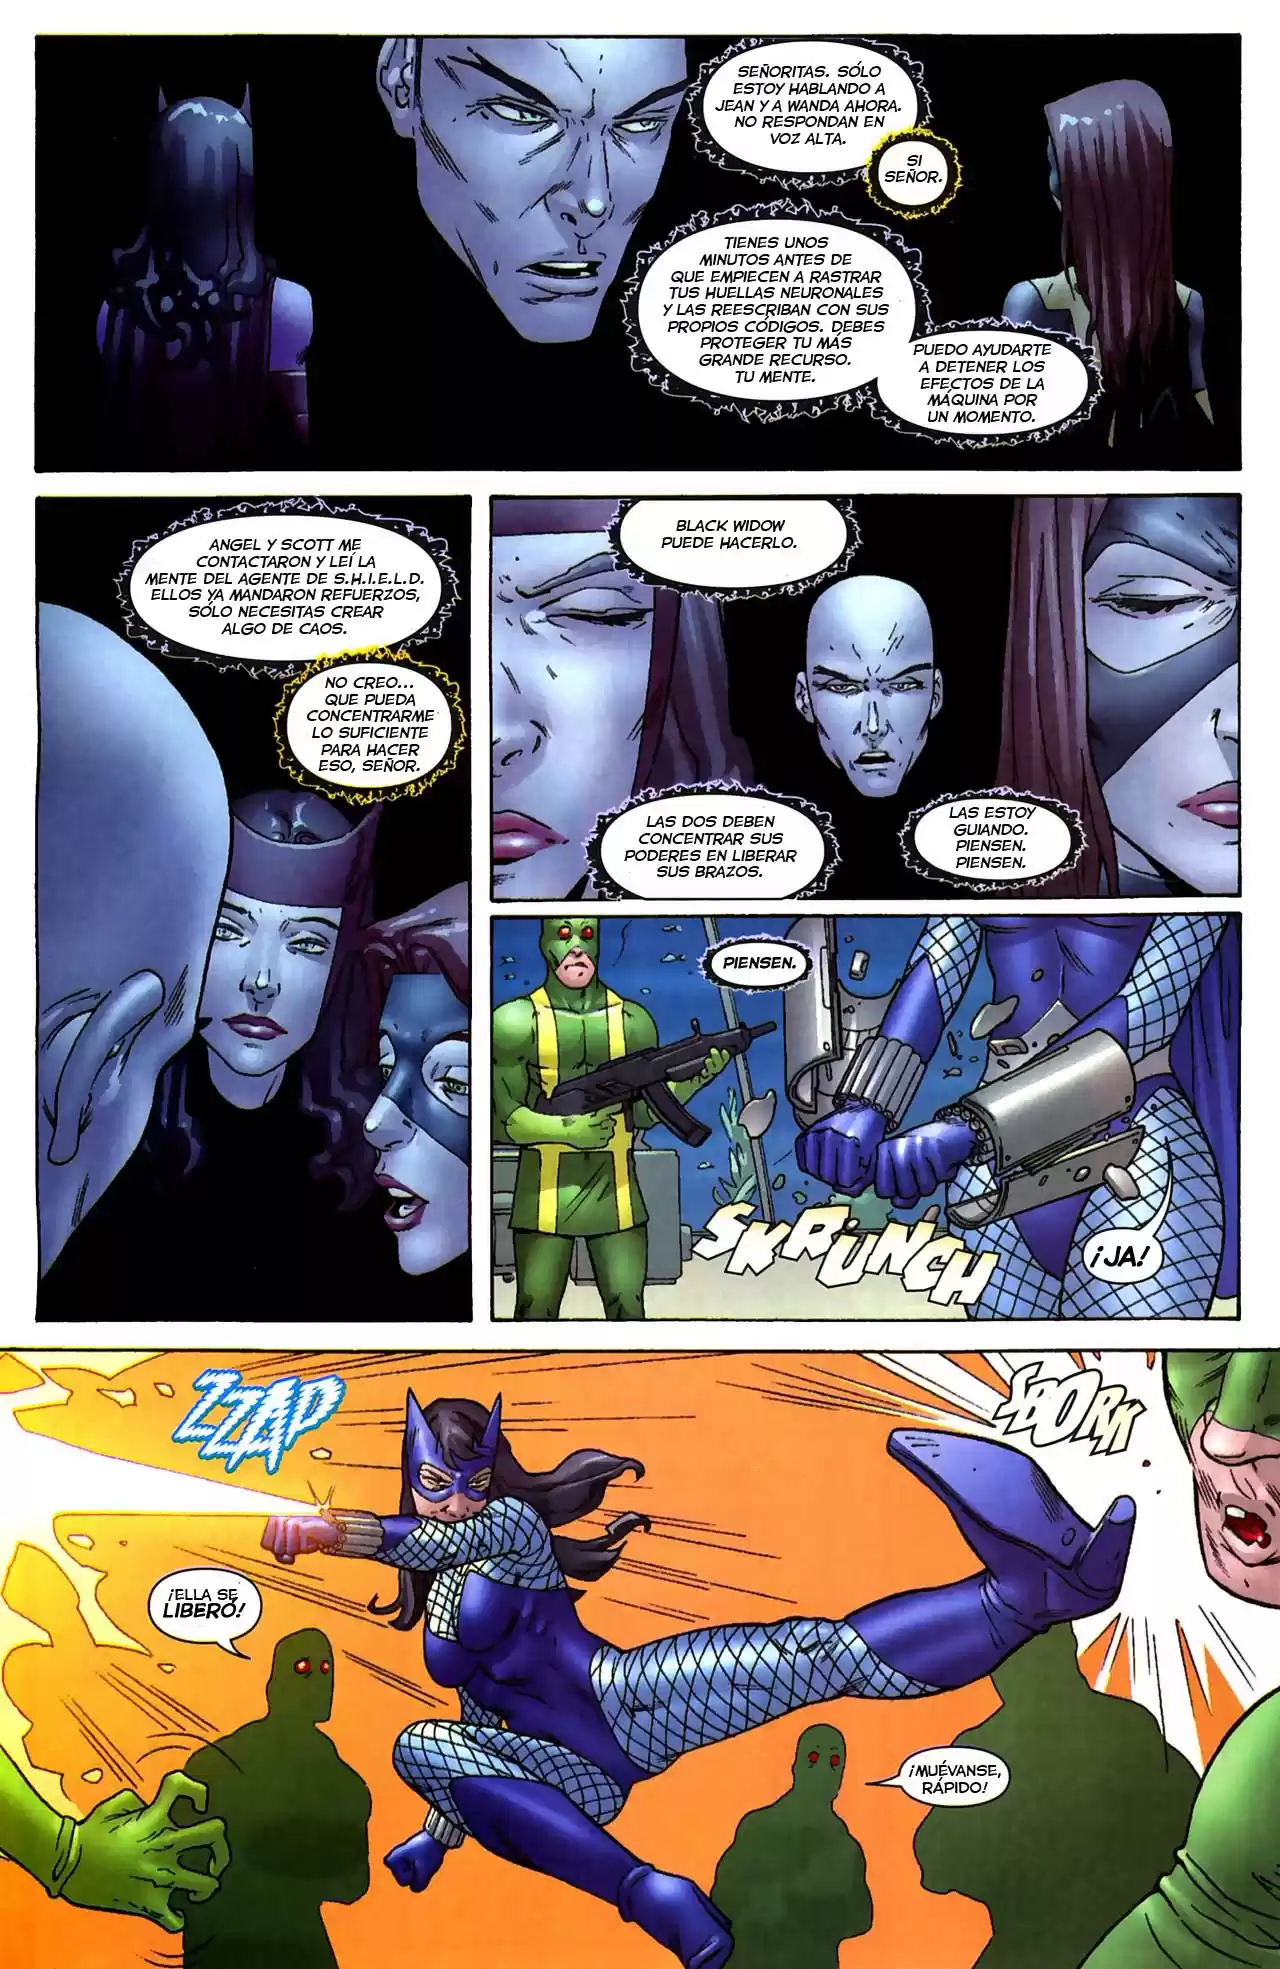 SEÑORITAS. SÓLO
ESTOY HABLANDO A
JEAN Y A WANDA AHORA.
NO RESPONDAN EN
VOZ ALTA.
SI
SEÑOR.
TIENES UNOS
MINUTOS ANTES DE
QUE EMPIECEN A RASTRAR
TUS HUELLAS NEURONALES
Y LAS REESCRIBAN CON SUS
PROPIOS CÓDIGOS. DEBES
PROTEGER TU MÁS
GRANDE RECURSO.
TU MENTE.
PUEDO AYUDARTE
A DETENER LOS
EFECTOS DE LA
MÁQUINA POR
UN MOMENTO.
ANGEL Y SCOTT ME
CONTACTARON Y LEÍ LA
MENTE DEL AGENTE DE S.H.I.E.L.D.
ELLOS YA MANDARON REFUERZOS,
SÓLO NECESITAS CREAR
ALGO DE CAOS.
NO CREO...
QUE PUEDA
CONCENTRARME
LO SUFICIENTE
PARA HACER
ESO, SEÑOR.
BLACK WIDOW
PUEDE HACERLO.
LAS DOS DEBEN
CONCENTRAR SUS
PODERES EN LIBERAR
SUS BRAZOS.
LAS ESTOY
GUIANDO.
PIENSEN.
PIENSEN.
PIENSEN.
SKRUNCH
¡JA!
ZZZAP
SBORK
¡ELLA SE
LIBERÓ!
¡MUÉVANSE,
RÁPIDO!